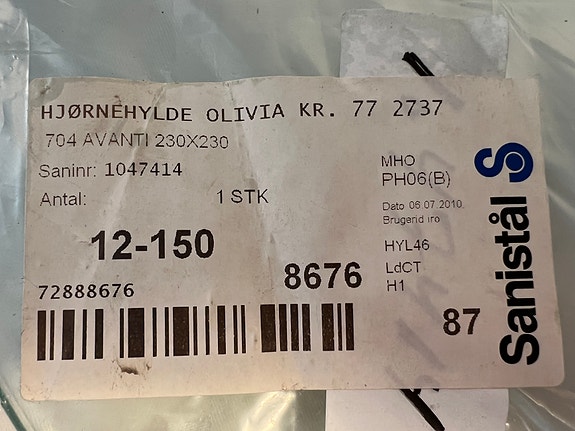 HJØRNEHYLDE OLIVIA KR. 77 2737
704 AVANTI 230X230
Saninr: 1047414
Antal: 1 STK
MHO
PH06(B)
Dato 06.07.2010
Brugerid iro
12-150
HYL46
LdCT
H1
72888676
8676
87
Sanistål